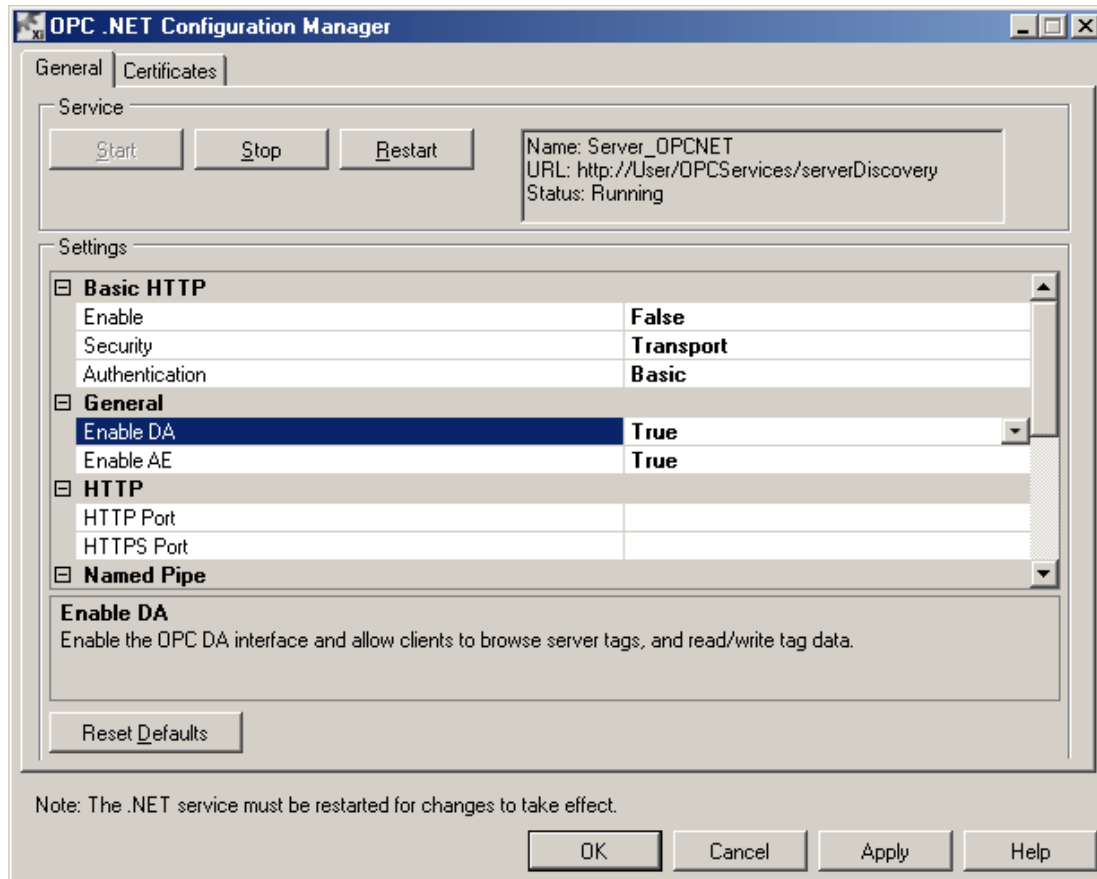 OPC .NET Configuration Manager
General Certificates
Service
Start Stop Restart
Name: Server_OPCNET
URL: http://User/OPCServices/serverDiscovery
Status: Running
Settings
Basic HTTP
Enable False
Security Transport
Authentication Basic
General
Enable DA True
Enable AE True
HTTP
HTTP Port
HTTPS Port
Named Pipe
Enable DA
Enable the OPC DA interface and allow clients to browse server tags, and read/write tag data.
Reset Defaults
Note: The .NET service must be restarted for changes to take effect.
OK Cancel Apply Help